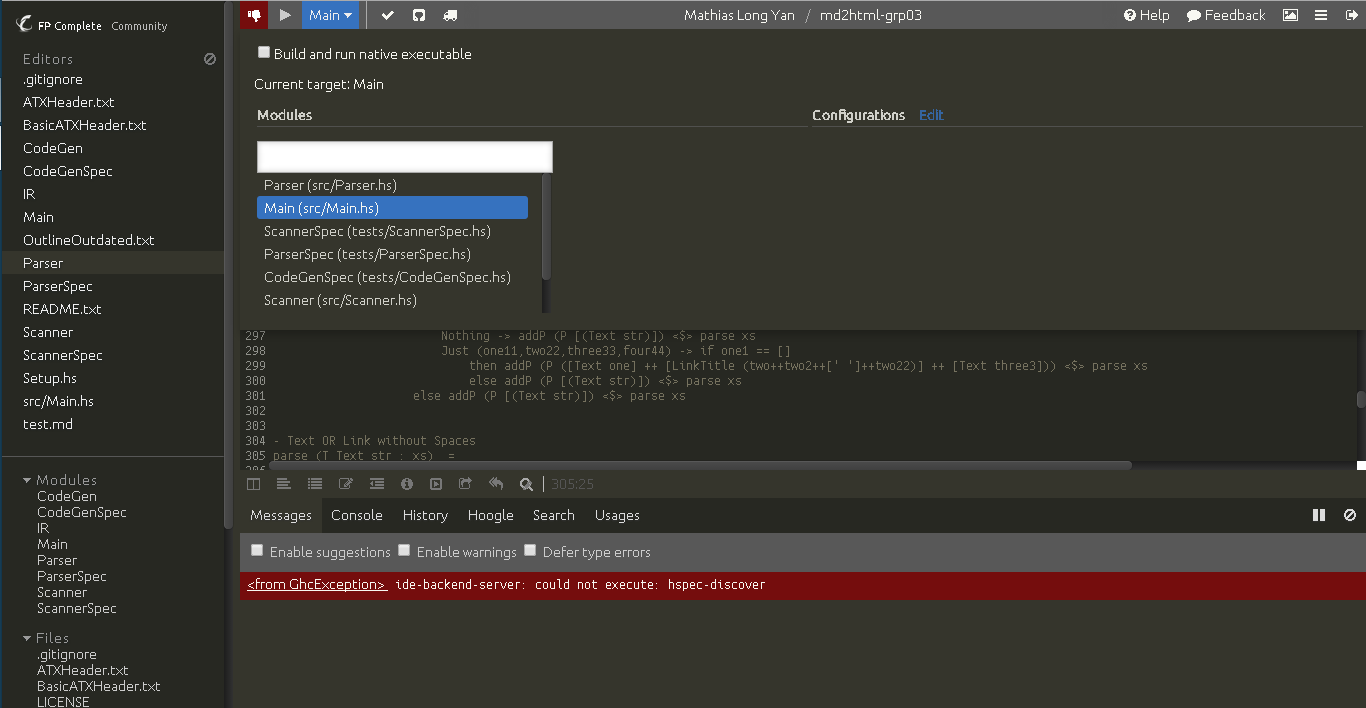 FP Complete Community
Main
Mathias Long Yan / md2html-grp03
Help
Feedback
Editors
.gitignore
ATXHeader.txt
BasicATXHeader.txt
CodeGen
CodeGenSpec
IR
Main
OutlineOutdated.txt
Parser
ParserSpec
README.txt
Scanner
ScannerSpec
Setup.hs
src/Main.hs
test.md
Modules
CodeGen
CodeGenSpec
IR
Main
Parser
ParserSpec
Scanner
ScannerSpec
Files
.gitignore
ATXHeader.txt
BasicATXHeader.txt
LICENSE
Build and run native executable
Current target: Main
Modules
Configurations Edit
Parser (src/Parser.hs)
Main (src/Main.hs)
ScannerSpec (tests/ScannerSpec.hs)
ParserSpec (tests/ParserSpec.hs)
CodeGenSpec (tests/CodeGenSpec.hs)
Scanner (src/Scanner.hs)
297 Nothing -> addP (P [(Text str)]) <$> parse xs
298 Just (one11,two22,three33,four44) -> if one1 == []
299 then addP (P ([Text one] ++ [LinkTitle (two++two2++[' ']++two22)] ++ [Text three3])) <$> parse xs
300 else addP (P [(Text str)]) <$> parse xs
301 else addP (P [(Text str)]) <$> parse xs
302
303
304 - Text OR Link without Spaces
305 parse (T_Text str : xs) =
306
305:25
Messages Console History Hoogle Search Usages
Enable suggestions Enable warnings Defer type errors
<from GhcException> ide-backend-server: could not execute: hspec-discover